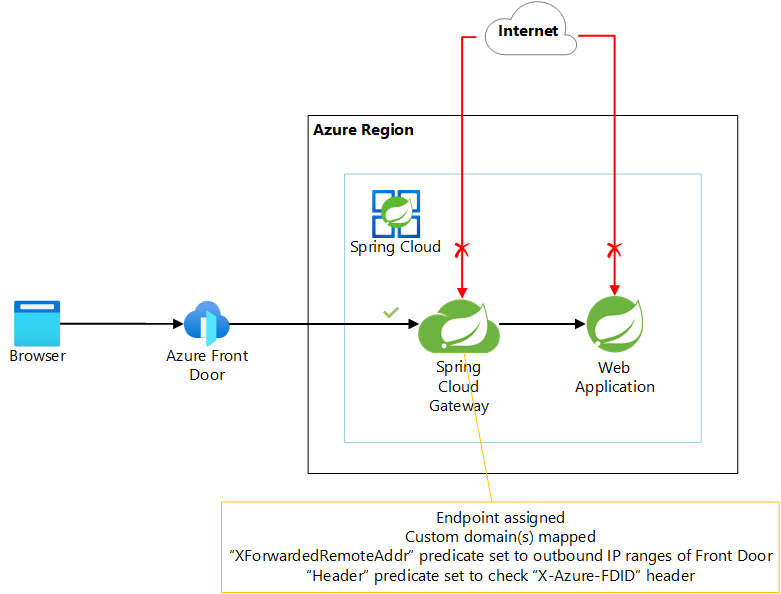 Internet
Azure Region
Spring Cloud
Browser
Azure Front
Door
Spring
Cloud
Gateway
Web
Application
Endpoint assigned
Custom domain(s) mapped
“XForwardedRemoteAddr” predicate set to outbound IP ranges of Front Door
“Header” predicate set to check “X-Azure-FDID” header